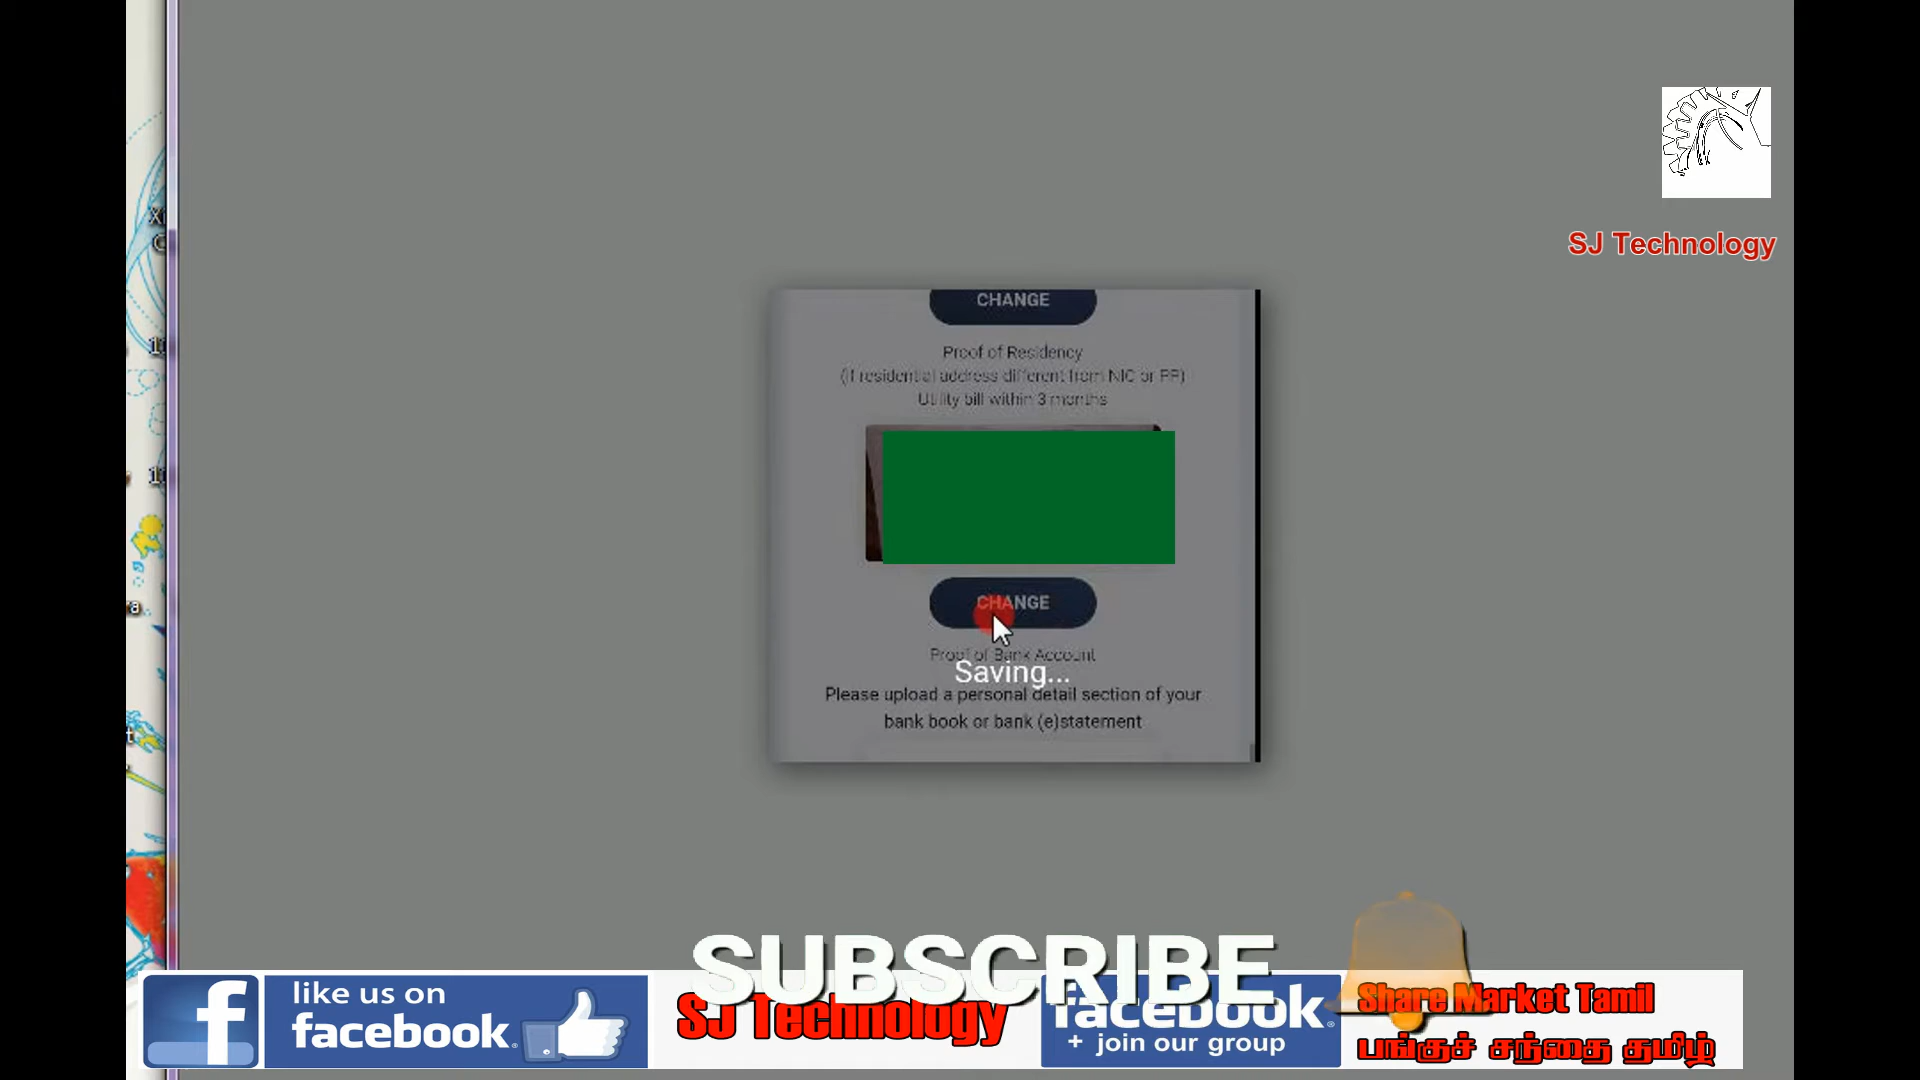 SJ Technology
CHANGE
Proof of Residency
(if residential address different from NIC or PP)
Utility bill within 3 months
CHANGE
Proof of Bank Account
Saving...
Please upload a personal detail section of your
bank book or bank (e)statement
SUBSCRIBE
like us on
facebook
SJ Technology
facebook
+ join our group
Share Market Tamil
பங்குச் சந்தை தமிழ்